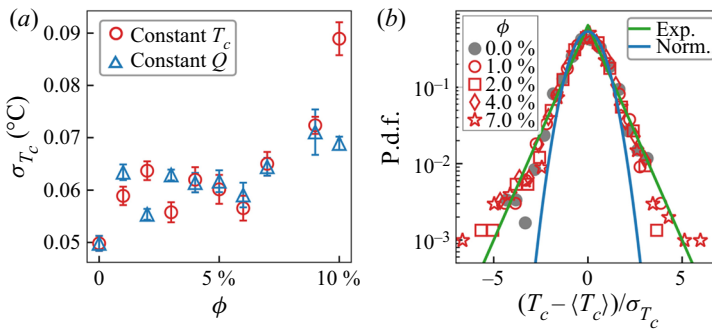 (a)
Constant T_c
Constant Q
0.09
0.08
0.07
0.06
0.05
σ_{T_c} (°C)
0 5 % 10 %
ϕ
(b)
ϕ
0.0 %
1.0 %
2.0 %
4.0 %
7.0 %
Exp.
Norm.
P.d.f.
10^{−1}
10^{−2}
10^{−3}
−5 0 5
(T_c − ⟨T_c⟩)/σ_{T_c}